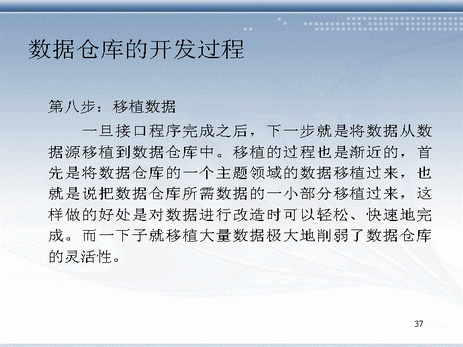 数据仓库的开发过程
第八步：移植数据
一旦接口程序完成之后，下一步就是将数据从数
据源移植到数据仓库中。移植的过程也是渐近的，首
先是将数据仓库的一个主题领域的数据移植过来，也
就是说把数据仓库所需数据的一小部分移植过来，这
样做的好处是对数据进行改造时可以轻松、快速地完
成。而一下子就移植大量数据极大地削弱了数据仓库
的灵活性。
37